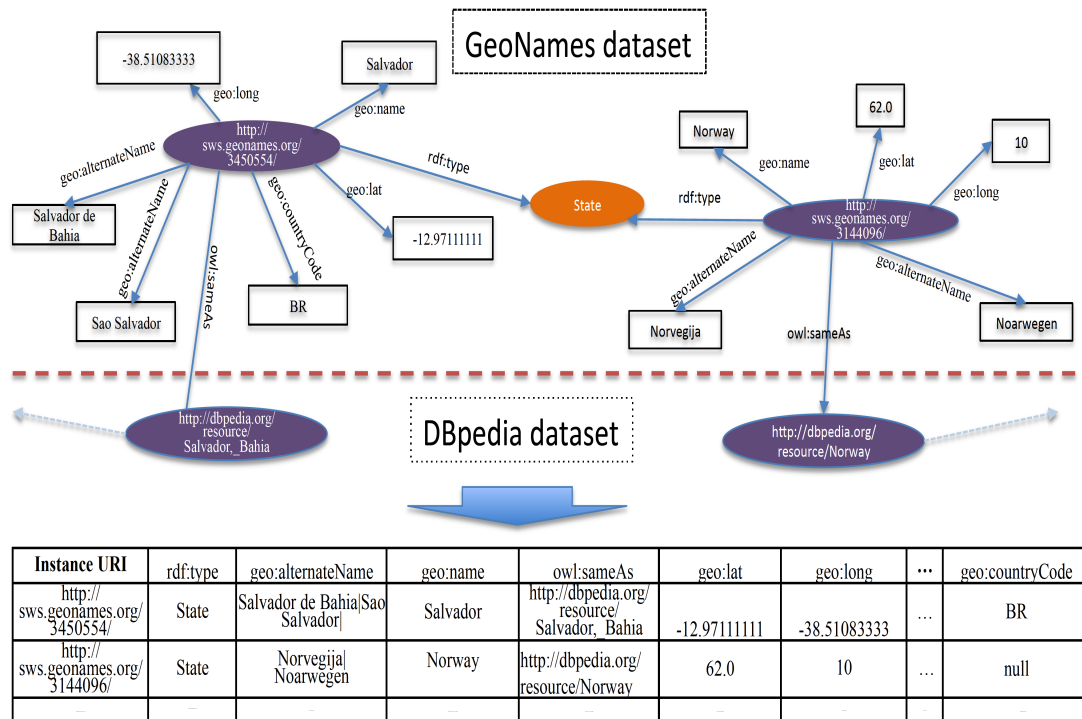 GeoNames dataset
-38.51083333
Salvador
geo:long
geo:name
http://
sws.geonames.org/
3450554/
geo:alternateName
geo:alternateName
owl:sameAs
geo:countryCode
geo:lat
rdf:type
Salvador de
Bahia
Sao Salvador
BR
-12.97111111
State
Norway
62.0
10
geo:name
geo:lat
geo:long
rdf:type
http://
sws.geonames.org/
3144096/
geo:alternateName
geo:alternateName
Norvegija
owl:sameAs
Noarwegen
http://dbpedia.org/
resource/
Salvador,_Bahia
DBpedia dataset
http://dbpedia.org/
resource/Norway
Instance URI rdf:type geo:alternateName geo:name owl:sameAs geo:lat geo:long ... geo:countryCode
http://
sws.geonames.org/
3450554/
State
Salvador de Bahia|Sao
Salvador|
Salvador
http://dbpedia.org/
resource/
Salvador,_Bahia
-12.97111111
-38.51083333
...
BR
http://
sws.geonames.org/
3144096/
State
Norvegija|
Noarwegen
Norway
http://dbpedia.org/
resource/Norway
62.0
10
...
null
... ... ... ... ... ... ... ... ...